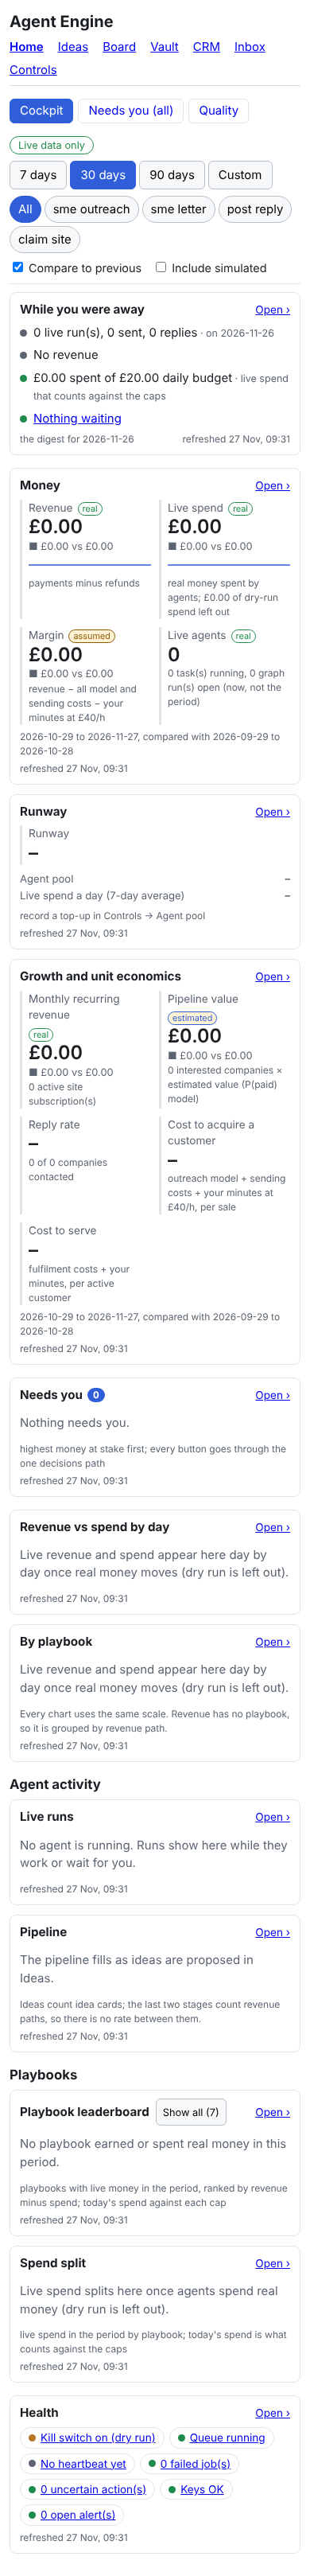 Agent Engine
Home Ideas Board Vault CRM Inbox
Controls
Cockpit Needs you (all) Quality
Live data only
7 days 30 days 90 days Custom
All sme outreach sme letter post reply
claim site
Compare to previous Include simulated
While you were away Open ›
0 live run(s), 0 sent, 0 replies · on 2026-11-26
No revenue
£0.00 spent of £20.00 daily budget · live spend
that counts against the caps
Nothing waiting
the digest for 2026-11-26 refreshed 27 Nov, 09:31
Money Open ›
Revenue real
£0.00
■ £0.00 vs £0.00
payments minus refunds
Live spend real
£0.00
■ £0.00 vs £0.00
real money spent by
agents; £0.00 of dry-run
spend left out
Margin assumed
£0.00
■ £0.00 vs £0.00
revenue − all model and
sending costs − your
minutes at £40/h
Live agents real
0
0 task(s) running, 0 graph
run(s) open (now, not the
period)
2026-10-29 to 2026-11-27, compared with 2026-09-29 to
2026-10-28
refreshed 27 Nov, 09:31
Runway Open ›
Runway
–
Agent pool –
Live spend a day (7-day average) –
record a top-up in Controls → Agent pool
refreshed 27 Nov, 09:31
Growth and unit economics Open ›
Monthly recurring
revenue
real
£0.00
■ £0.00 vs £0.00
0 active site
subscription(s)
Pipeline value
estimated
£0.00
■ £0.00 vs £0.00
0 interested companies ×
estimated value (P(paid)
model)
Reply rate
–
0 of 0 companies
contacted
Cost to acquire a
customer
–
outreach model + sending
costs + your minutes at
£40/h, per sale
Cost to serve
–
fulfilment costs + your
minutes, per active
customer
2026-10-29 to 2026-11-27, compared with 2026-09-29 to
2026-10-28
refreshed 27 Nov, 09:31
Needs you 0 Open ›
Nothing needs you.
highest money at stake first; every button goes through the
one decisions path
refreshed 27 Nov, 09:31
Revenue vs spend by day Open ›
Live revenue and spend appear here day by
day once real money moves (dry run is left out).
refreshed 27 Nov, 09:31
By playbook Open ›
Live revenue and spend appear here day by
day once real money moves (dry run is left out).
Every chart uses the same scale. Revenue has no playbook,
so it is grouped by revenue path.
refreshed 27 Nov, 09:31
Agent activity
Live runs Open ›
No agent is running. Runs show here while they
work or wait for you.
refreshed 27 Nov, 09:31
Pipeline Open ›
The pipeline fills as ideas are proposed in
Ideas.
Ideas count idea cards; the last two stages count revenue
paths, so there is no rate between them.
refreshed 27 Nov, 09:31
Playbooks
Playbook leaderboard Show all (7) Open ›
No playbook earned or spent real money in this
period.
playbooks with live money in the period, ranked by revenue
minus spend; today's spend against each cap
refreshed 27 Nov, 09:31
Spend split Open ›
Live spend splits here once agents spend real
money (dry run is left out).
live spend in the period by playbook; today's spend is what
counts against the caps
refreshed 27 Nov, 09:31
Health Open ›
Kill switch on (dry run) Queue running
No heartbeat yet 0 failed job(s)
0 uncertain action(s) Keys OK
0 open alert(s)
refreshed 27 Nov, 09:31